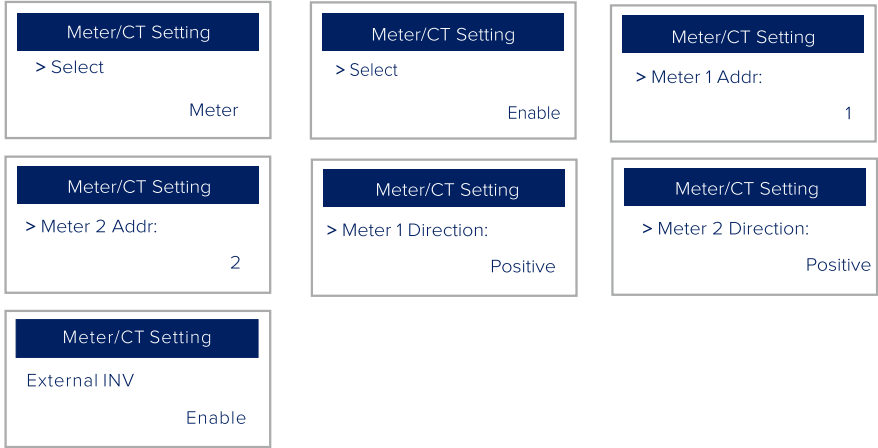 Meter/CT Setting
> Select
Meter
Meter/CT Setting
> Select
Enable
Meter/CT Setting
> Meter 1 Addr:
1
Meter/CT Setting
> Meter 2 Addr:
2
Meter/CT Setting
> Meter 1 Direction:
Positive
Meter/CT Setting
> Meter 2 Direction:
Positive
Meter/CT Setting
External INV
Enable